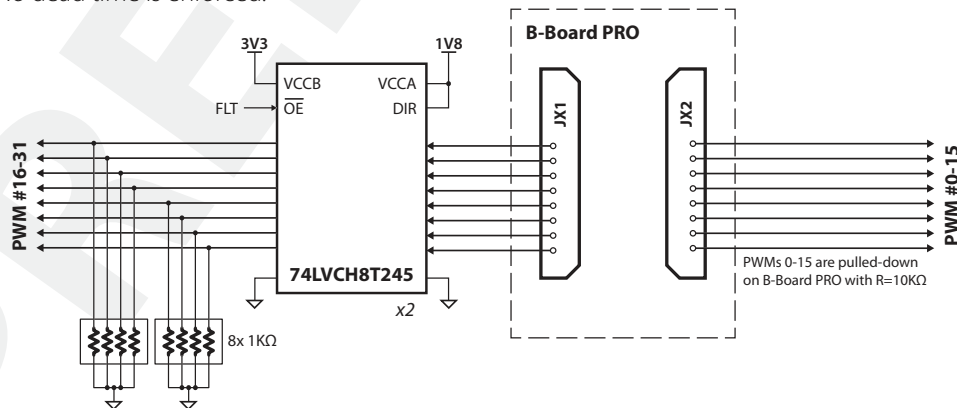 No dead time is enforced.
B-Board PRO
3V3
1V8
VCCB
VCCA
FLT
OE
DIR
JX1
JX2
PWM #16-31
PWM #0-15
74LVCH8T245
x2
PWMs 0-15 are pulled-down
on B-Board PRO with R=10KΩ
8x 1KΩ